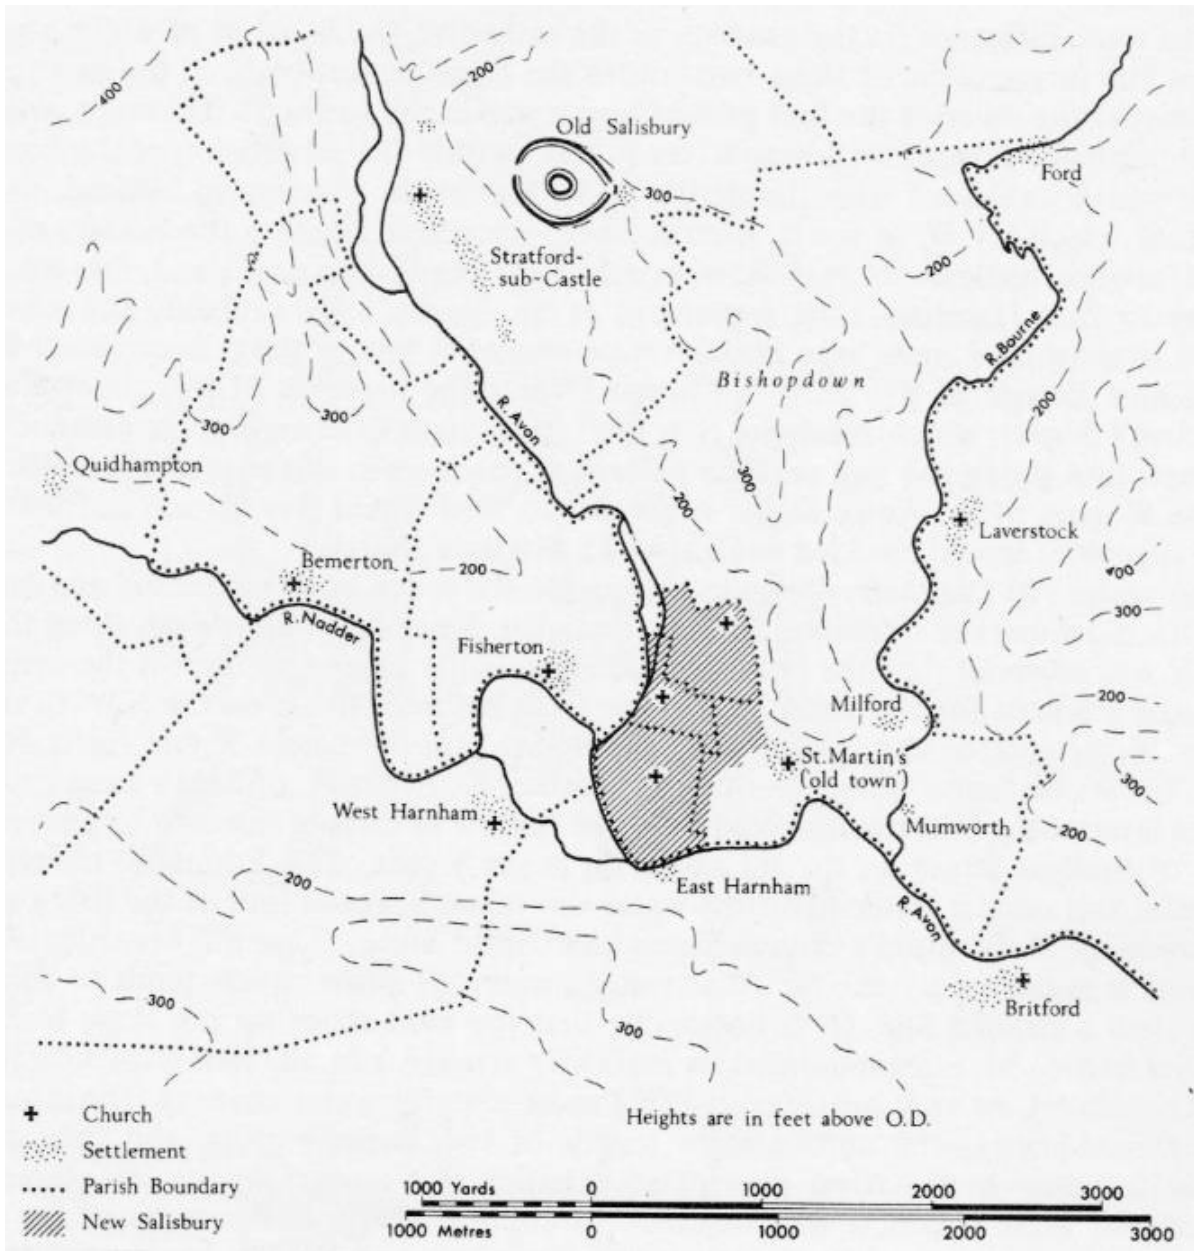 400
200
Old Salisbury
Ford
300
Stratford-
sub-Castle
200
R.Bourne
Bishopdown
300
300
R. Avon
200
Quidhampton
300
200
Laverstock
Bemerton
200
400
300
R. Nadder
Fisherton
Milford
200
St. Martin's
('old town')
300
West Harnham
Mumworth
200
200
East Harnham
R. Avon
300
Britford
300
Church
Heights are in feet above O.D.
Settlement
Parish Boundary
1000 Yards 0 1000 2000 3000
New Salisbury
1000 Metres 0 1000 2000 3000